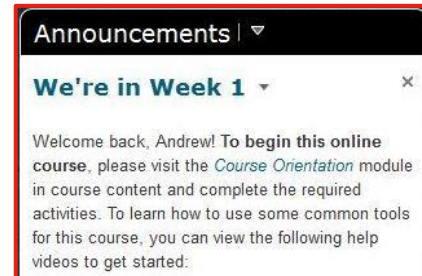 Announcements
We're in Week 1
Welcome back, Andrew! To begin this online
course, please visit the Course Orientation module
in course content and complete the required
activities. To learn how to use some common tools
for this course, you can view the following help
videos to get started: